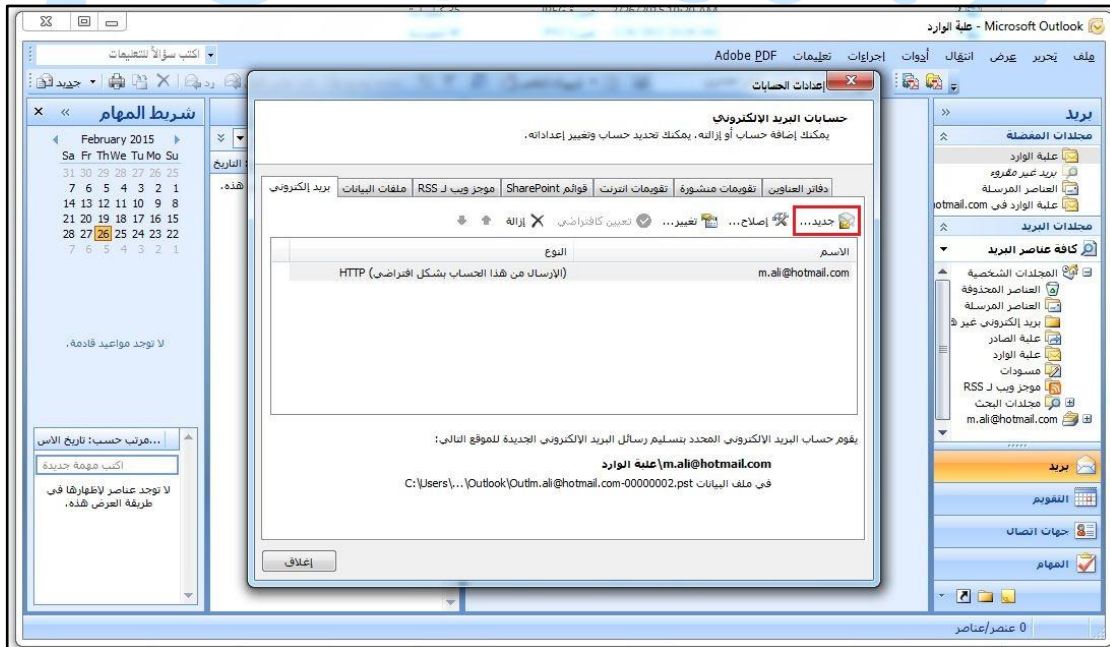 علبة الوارد - Microsoft Outlook
ملف تحرير عرض انتقال أدوات إجراءات تعليمات Adobe PDF
اكتب سؤالاً للتعليمات
جديد
رد
بريد
مجلدات المفضلة
علبة الوارد
بريد غير مقروء
العناصر المرسلة
علبة الوارد في otmail.com
مجلدات البريد
كافة عناصر البريد
المجلدات الشخصية
العناصر المحذوفة
العناصر المرسلة
بريد إلكتروني غير ه
علبة الصادر
علبة الوارد
مسودات
موجز ويب لـ RSS
مجلدات البحث
m.ali@hotmail.com
بريد
التقويم
جهات اتصال
المهام
0 عنصر/عناصر
إعدادات الحسابات
حسابات البريد الإلكتروني
يمكنك إضافة حساب أو إزالته. يمكنك تحديد حساب وتغيير إعداداته.
بريد إلكتروني ملفات البيانات موجز ويب لـ RSS قوائم SharePoint تقويمات انترنت تقويمات منشورة دفاتر العناوين
جديد... إصلاح... تغيير... تعيين كافتراضي إزالة
الاسم النوع
m.ali@hotmail.com HTTP (الإرسال من هذا الحساب بشكل افتراضي)
يقوم حساب البريد الإلكتروني المحدد بتسليم رسائل البريد الإلكتروني الجديدة للموقع التالي:
m.ali@hotmail.com\علبة الوارد
في ملف البيانات C:\Users\...\Outlook\Outlm.ali@hotmail.com-00000002.pst
إغلاق
التاريخ
هذه.
شريط المهام
February 2015
Sa Fr Th We Tu Mo Su
31 30 29 28 27 26 25
7 6 5 4 3 2 1
14 13 12 11 10 9 8
21 20 19 18 17 16 15
28 27 26 25 24 23 22
7 6 5 4 3 2 1
لا توجد مواعيد قادمة.
مرتب حسب: تاريخ الاس...
اكتب مهمة جديدة
لا توجد عناصر لإظهارها في
طريقة العرض هذه.